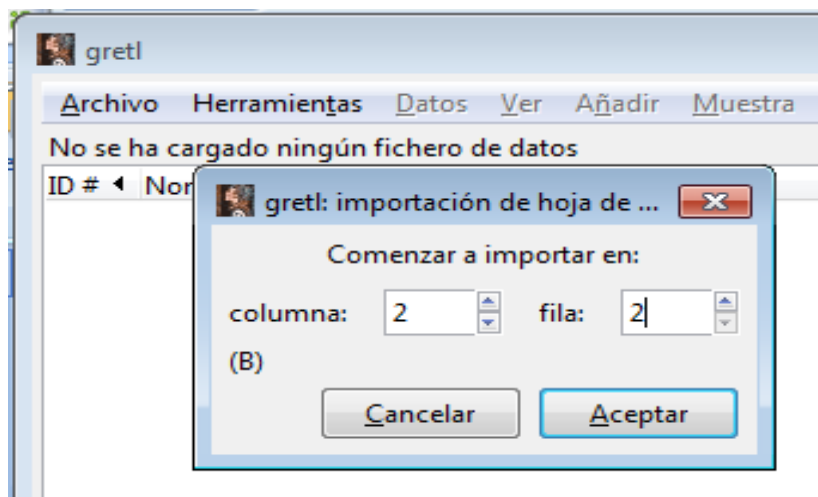 gretl
Archivo Herramientas Datos Ver Añadir Muestra
No se ha cargado ningún fichero de datos
ID #
gretl: importación de hoja de ...
Comenzar a importar en:
columna: 2 fila: 2
(B)
Cancelar Aceptar